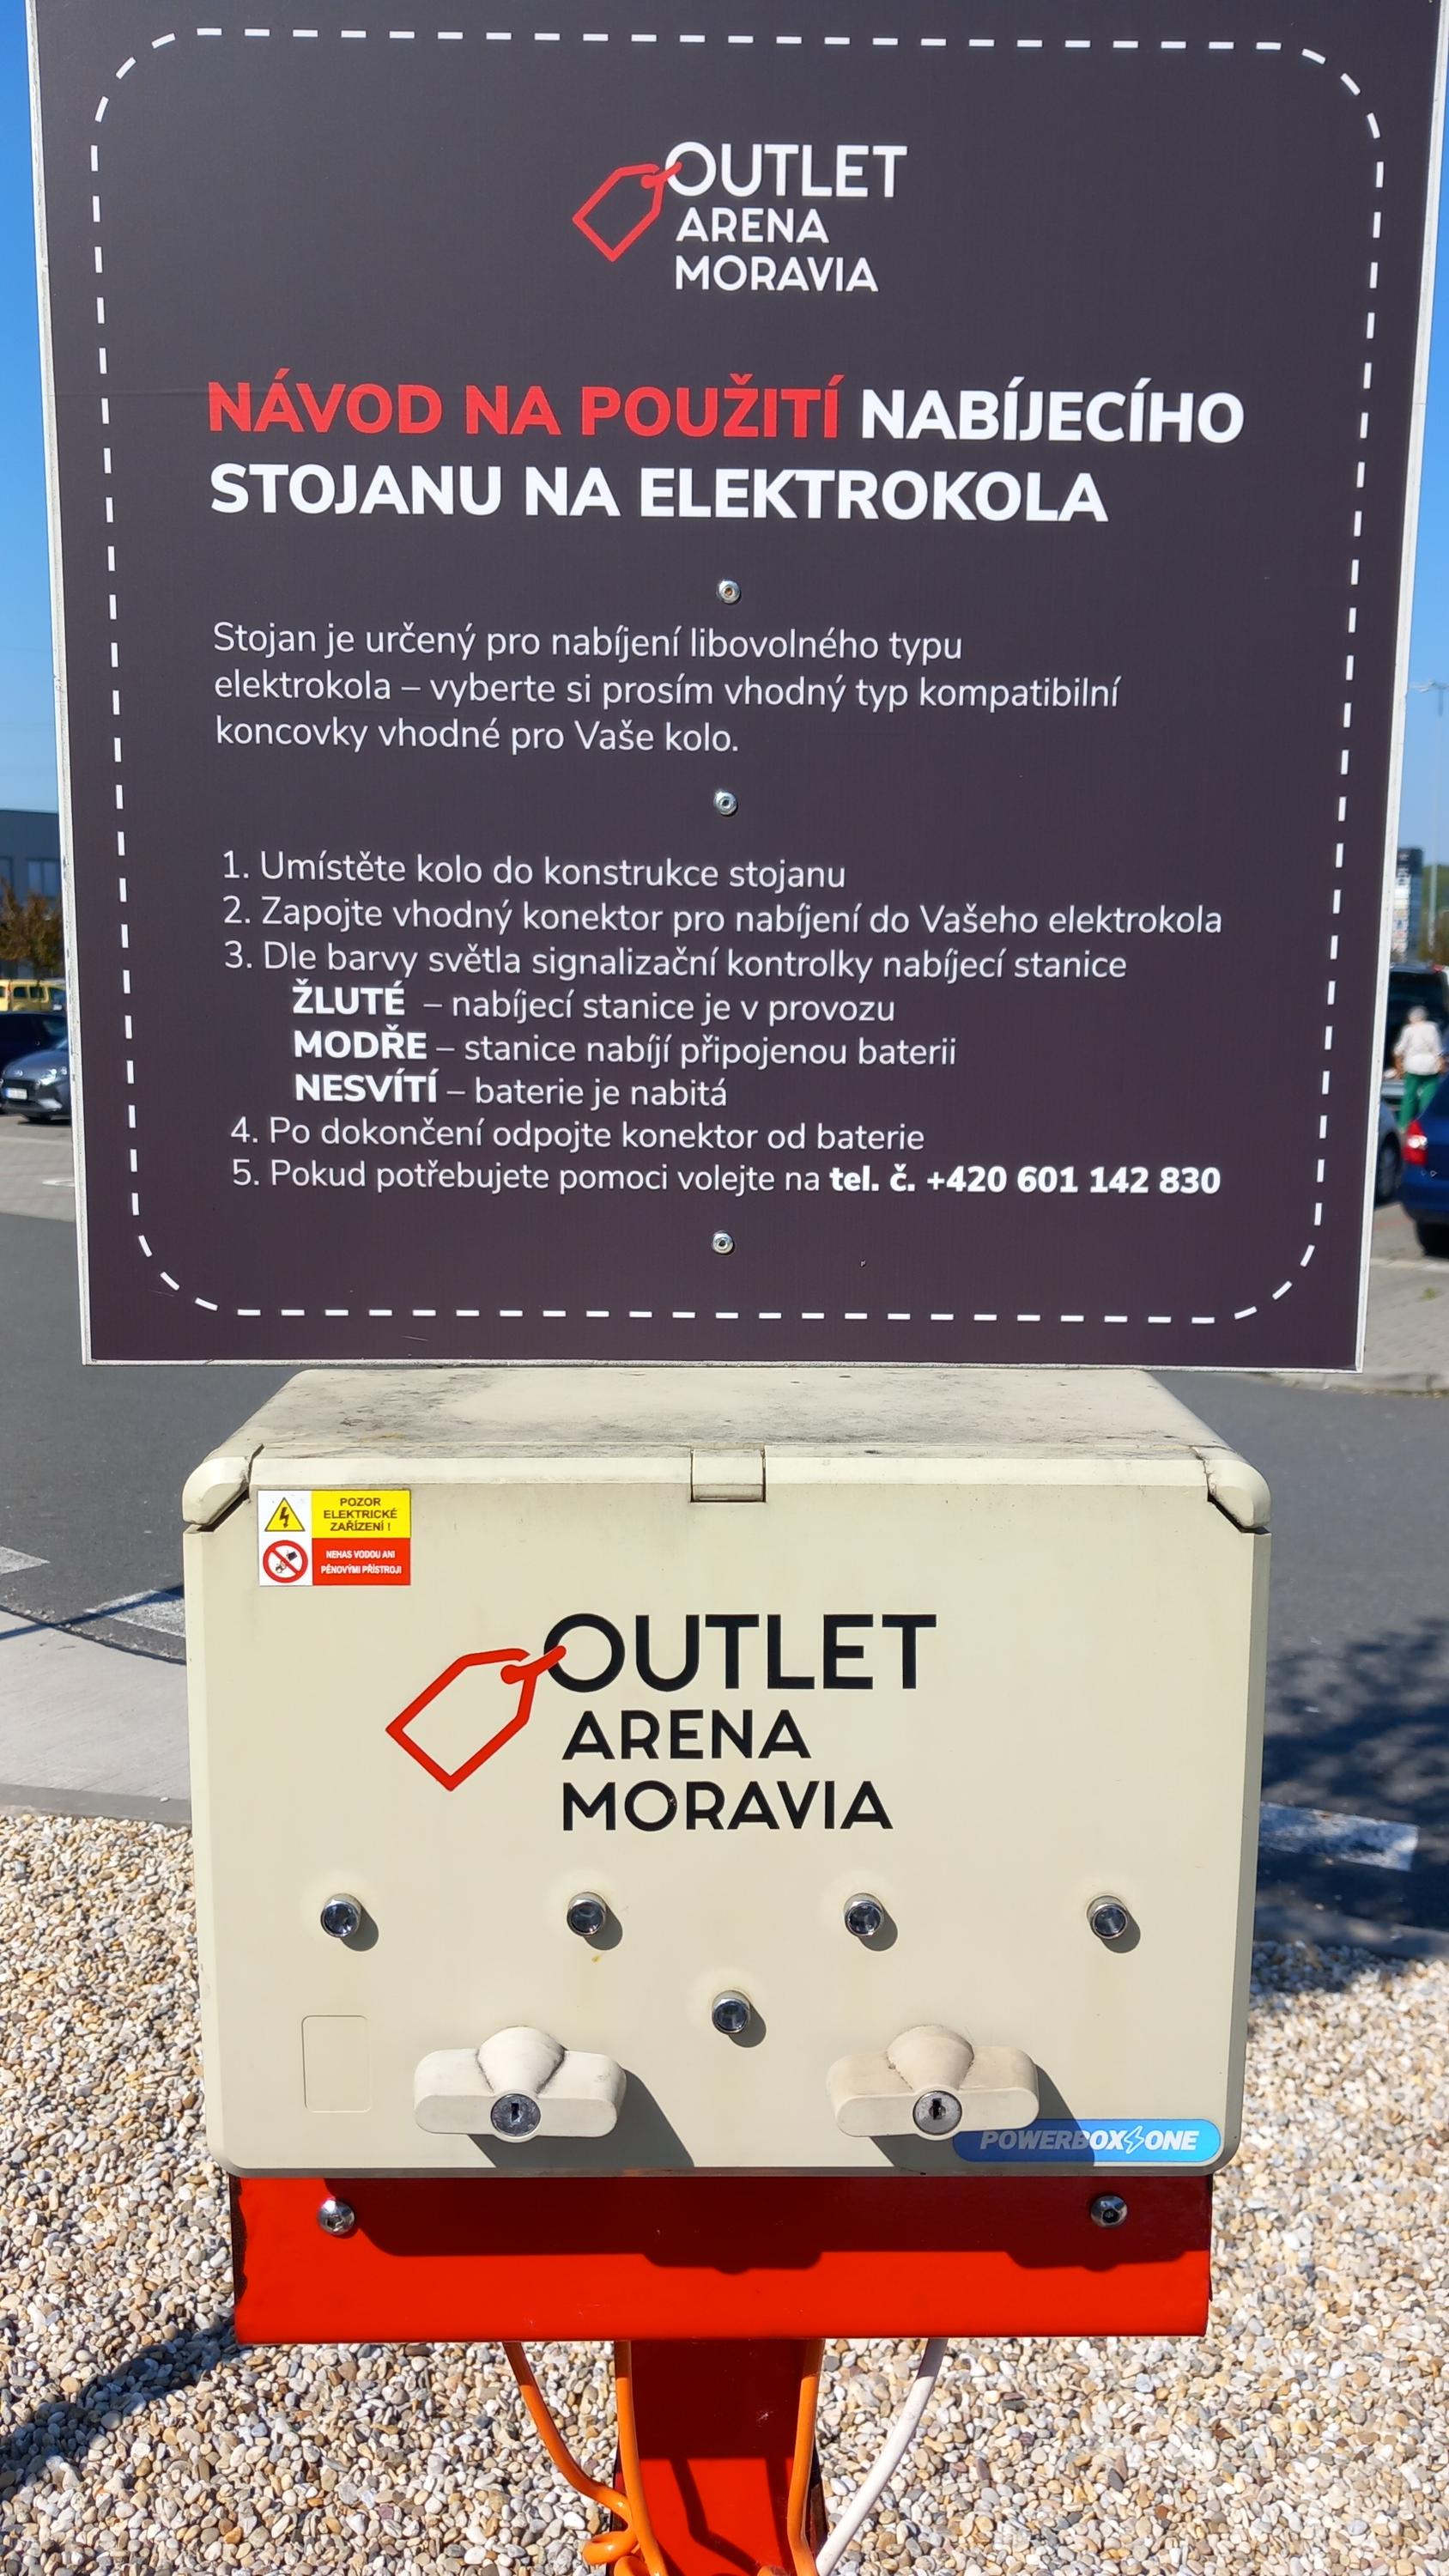 OUTLET
ARENA
MORAVIA
NÁVOD NA POUŽITÍ NABÍJECÍHO
STOJANU NA ELEKTROKOLA
Stojan je určený pro nabíjení libovolného typu
elektrokola – vyberte si prosím vhodný typ kompatibilní
koncovky vhodné pro Vaše kolo.
1. Umístěte kolo do konstrukce stojanu
2. Zapojte vhodný konektor pro nabíjení do Vašeho elektrokola
3. Dle barvy světla signalizační kontrolky nabíjecí stanice
ŽLUTÉ – nabíjecí stanice je v provozu
MODŘE – stanice nabíjí připojenou baterii
NESVÍTÍ – baterie je nabitá
4. Po dokončení odpojte konektor od baterie
5. Pokud potřebujete pomoci volejte na tel. č. +420 601 142 830
POZOR
ELEKTRICKÉ
ZAŘÍZENÍ !
NEHAS VODOU ANI
PĚNOVÝMI PŘÍSTROJI
OUTLET
ARENA
MORAVIA
POWERBOX ONE